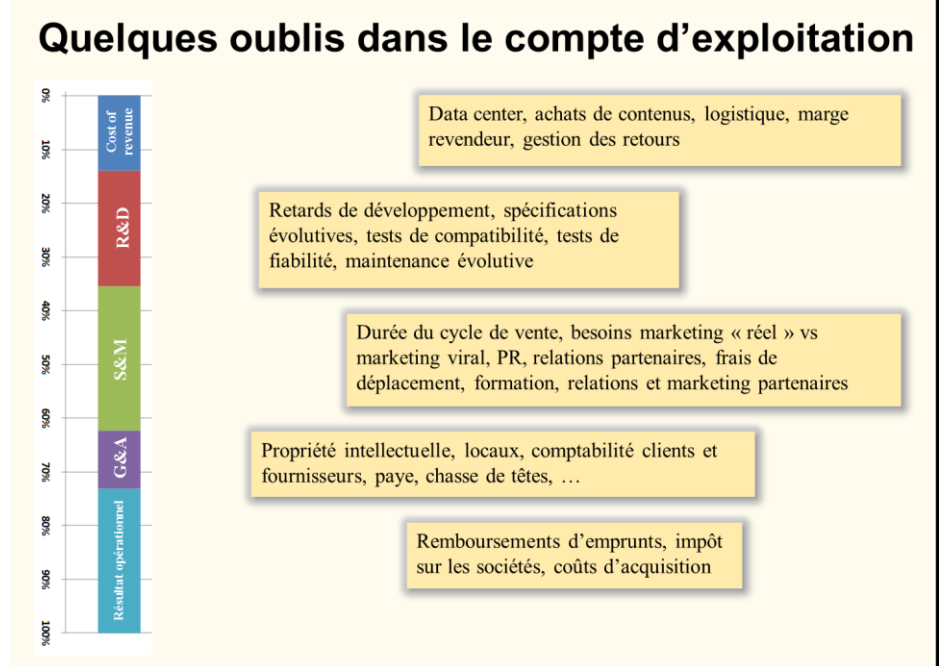 Quelques oublis dans le compte d'exploitation
0%
10%
20%
30%
40%
50%
60%
70%
80%
90%
100%
Cost of
revenue
R&D
S&M
G&A
Résultat opérationnel
Data center, achats de contenus, logistique, marge
revendeur, gestion des retours
Retards de développement, spécifications
évolutives, tests de compatibilité, tests de
fiabilité, maintenance évolutive
Durée du cycle de vente, besoins marketing « réel » vs
marketing viral, PR, relations partenaires, frais de
déplacement, formation, relations et marketing partenaires
Propriété intellectuelle, locaux, comptabilité clients et
fournisseurs, paye, chasse de têtes, …
Remboursements d'emprunts, impôt
sur les sociétés, coûts d'acquisition